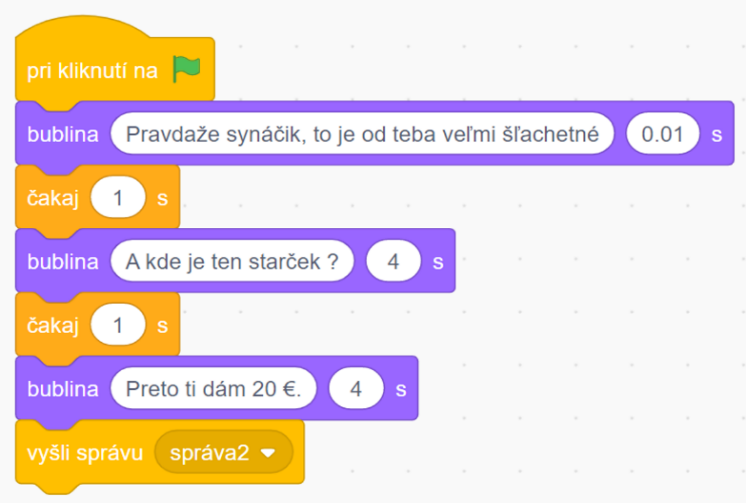 pri kliknutí na
bublina Pravdaže synáčik, to je od teba veľmi šľachetné 0.01 s
čakaj 1 s
bublina A kde je ten starček ? 4 s
čakaj 1 s
bublina Preto ti dám 20 €. 4 s
vyšli správu správa2